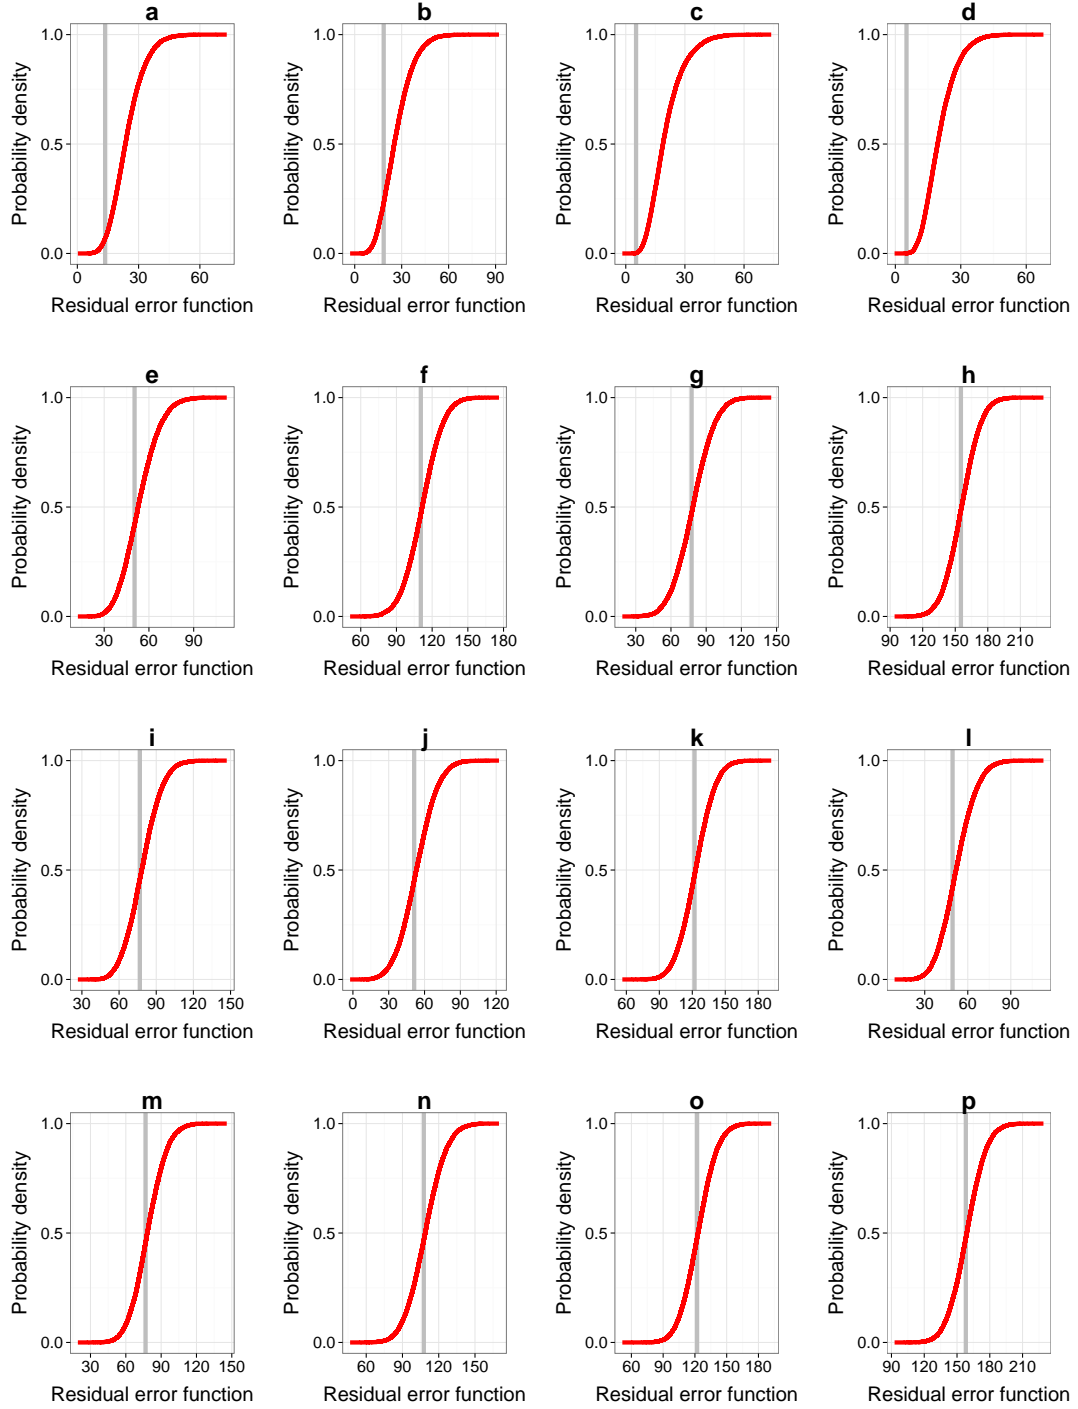 a b c d
1.0 1.0 1.0 1.0
Probability density Probability density Probability density Probability density
0.5 0.5 0.5 0.5
0.0 0.0 0.0 0.0
0 30 60 0 30 60 90 0 30 60 0 30 60
Residual error function Residual error function Residual error function Residual error function
e f g h
1.0 1.0 1.0 1.0
Probability density Probability density Probability density Probability density
0.5 0.5 0.5 0.5
0.0 0.0 0.0 0.0
30 60 90 60 90 120 150 180 30 60 90 120 150 90 120 150 180 210
Residual error function Residual error function Residual error function Residual error function
i j k l
1.0 1.0 1.0 1.0
Probability density Probability density Probability density Probability density
0.5 0.5 0.5 0.5
0.0 0.0 0.0 0.0
30 60 90 120 150 0 30 60 90 120 60 90 120 150 180 30 60 90
Residual error function Residual error function Residual error function Residual error function
m n o p
1.0 1.0 1.0 1.0
Probability density Probability density Probability density Probability density
0.5 0.5 0.5 0.5
0.0 0.0 0.0 0.0
30 60 90 120 150 60 90 120 150 60 90 120 150 180 90 120 150 180 210
Residual error function Residual error function Residual error function Residual error function